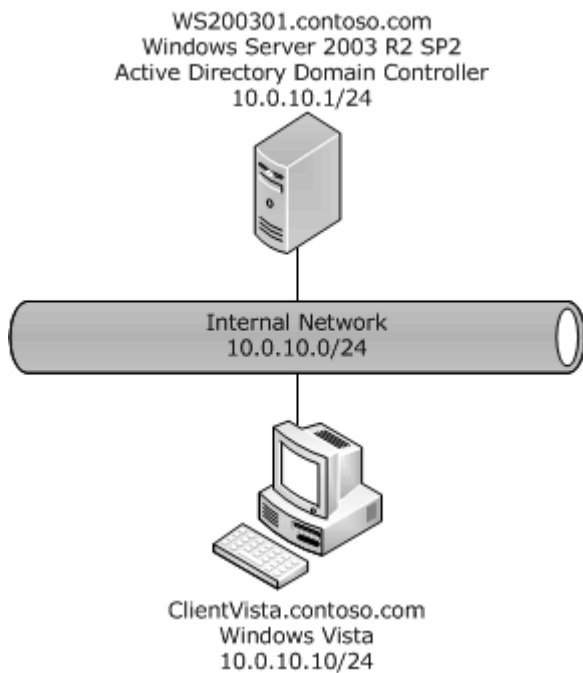 WS200301.contoso.com
Windows Server 2003 R2 SP2
Active Directory Domain Controller
10.0.10.1/24
Internal Network
10.0.10.0/24
ClientVista.contoso.com
Windows Vista
10.0.10.10/24